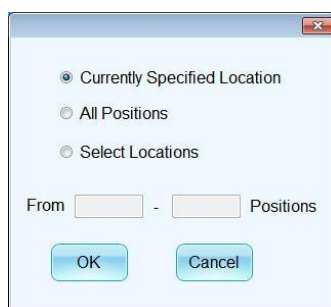 Currently Specified Location
All Positions
Select Locations
From - Positions
OK Cancel